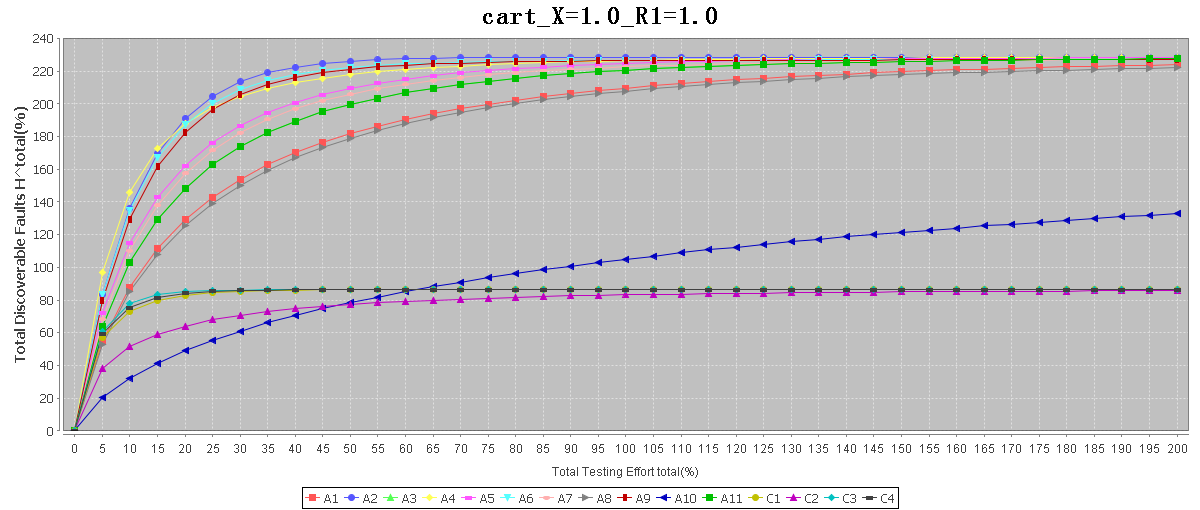 cart_X=1.0_R1=1.0
Total Discoverable Faults H^total(%)
240
220
200
180
160
140
120
100
80
60
40
20
0
0 5 10 15 20 25 30 35 40 45 50 55 60 65 70 75 80 85 90 95 100 105 110 115 120 125 130 135 140 145 150 155 160 165 170 175 180 185 190 195 200
Total Testing Effort total(%)
A1 A2 A3 A4 A5 A6 A7 A8 A9 A10 A11 C1 C2 C3 C4